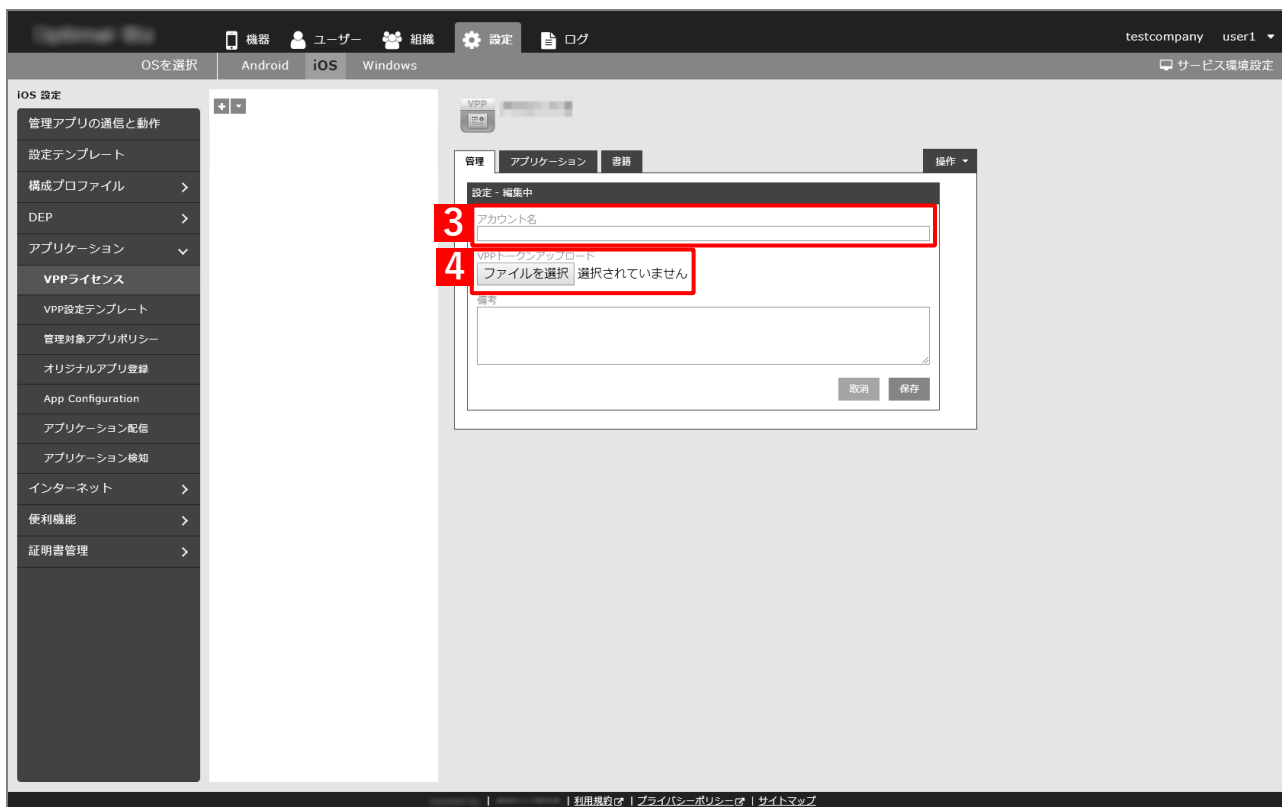 機器 ユーザー 組織 設定 ログ testcompany user1
OSを選択 Android iOS Windows サービス環境設定
iOS 設定
管理アプリの通信と動作
設定テンプレート
構成プロファイル
DEP
アプリケーション
VPPライセンス
VPP設定テンプレート
管理対象アプリポリシー
オリジナルアプリ登録
App Configuration
アプリケーション配信
アプリケーション検知
インターネット
便利機能
証明書管理
VPP
管理 アプリケーション 書籍 操作
設定 - 編集中
3
アカウント名
4
VPPトークンアップロード
ファイルを選択 選択されていません
備考
取消 保存
| | 利用規約 | プライバシーポリシー | サイトマップ